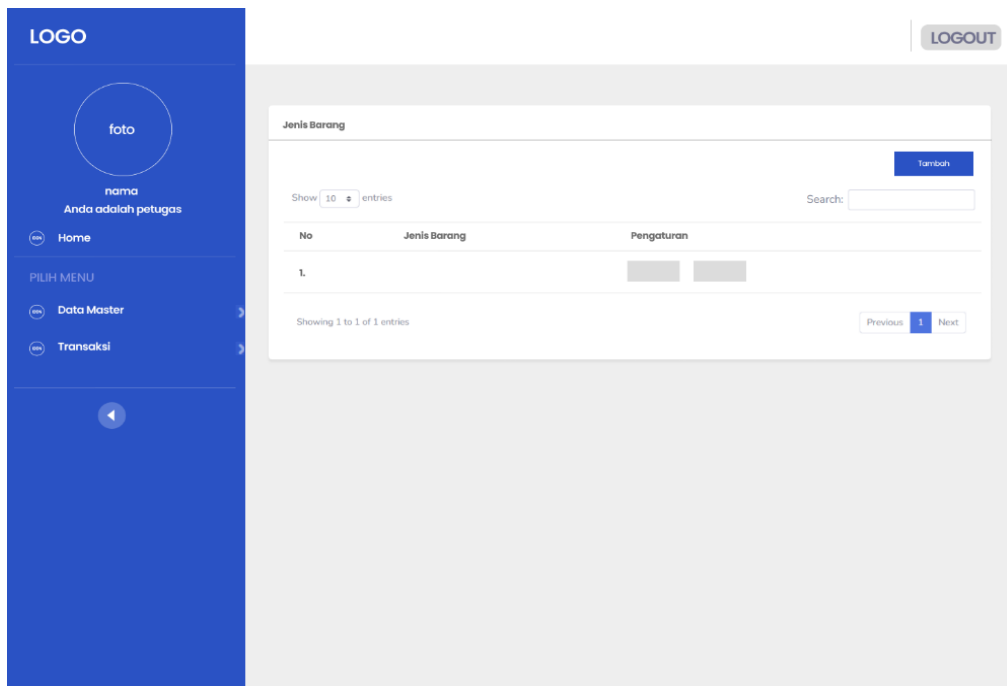 LOGO
LOGOUT
foto
nama
Anda adalah petugas
Home
PILIH MENU
Data Master
Transaksi
Jenis Barang
Tambah
Show 10 entries
Search:
No Jenis Barang Pengaturan
1.
Showing 1 to 1 of 1 entries
Previous 1 Next